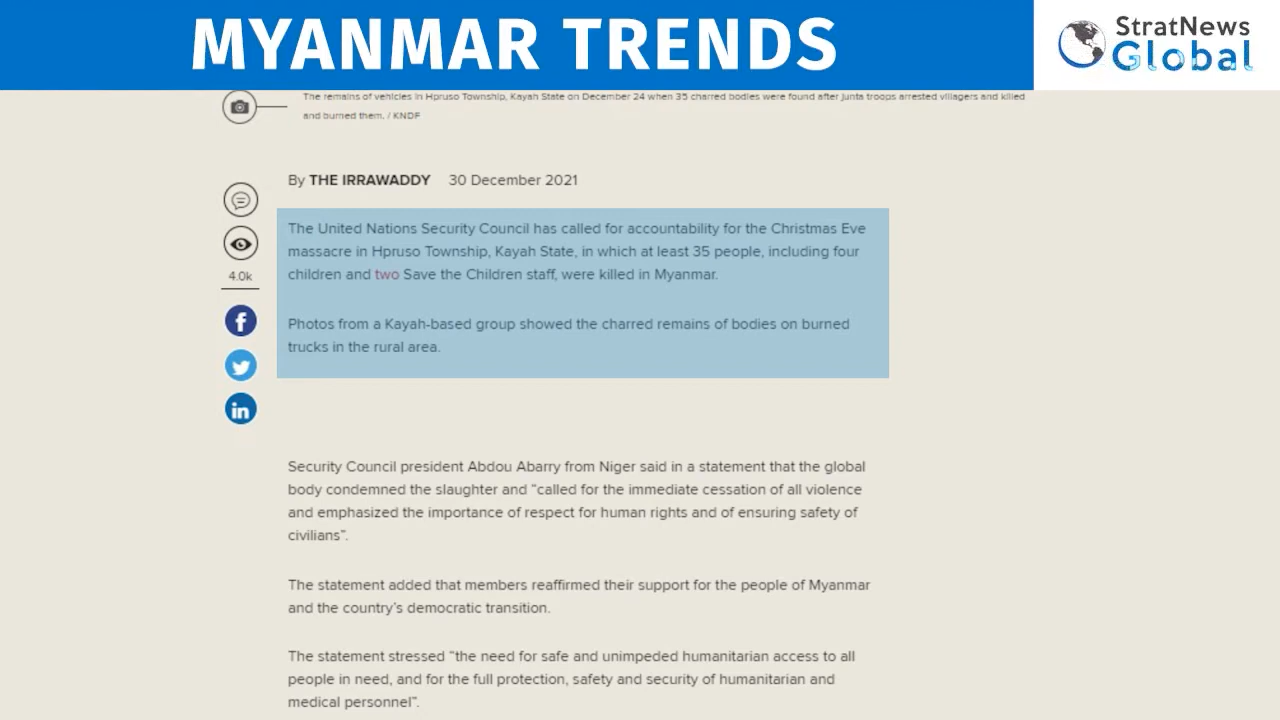 MYANMAR TRENDS
StratNews
Global
The remains of vehicles in Hpruso Township, Kayah State on December 24 when 35 charred bodies were found after junta troops arrested villagers and killed
and burned them. / KNDF
By THE IRRAWADDY 30 December 2021
The United Nations Security Council has called for accountability for the Christmas Eve
massacre in Hpruso Township, Kayah State, in which at least 35 people, including four
children and two Save the Children staff, were killed in Myanmar.
4.0k
Photos from a Kayah-based group showed the charred remains of bodies on burned
trucks in the rural area.
f
in
Security Council president Abdou Abarry from Niger said in a statement that the global
body condemned the slaughter and “called for the immediate cessation of all violence
and emphasized the importance of respect for human rights and of ensuring safety of
civilians”.
The statement added that members reaffirmed their support for the people of Myanmar
and the country’s democratic transition.
The statement stressed “the need for safe and unimpeded humanitarian access to all
people in need, and for the full protection, safety and security of humanitarian and
medical personnel”.